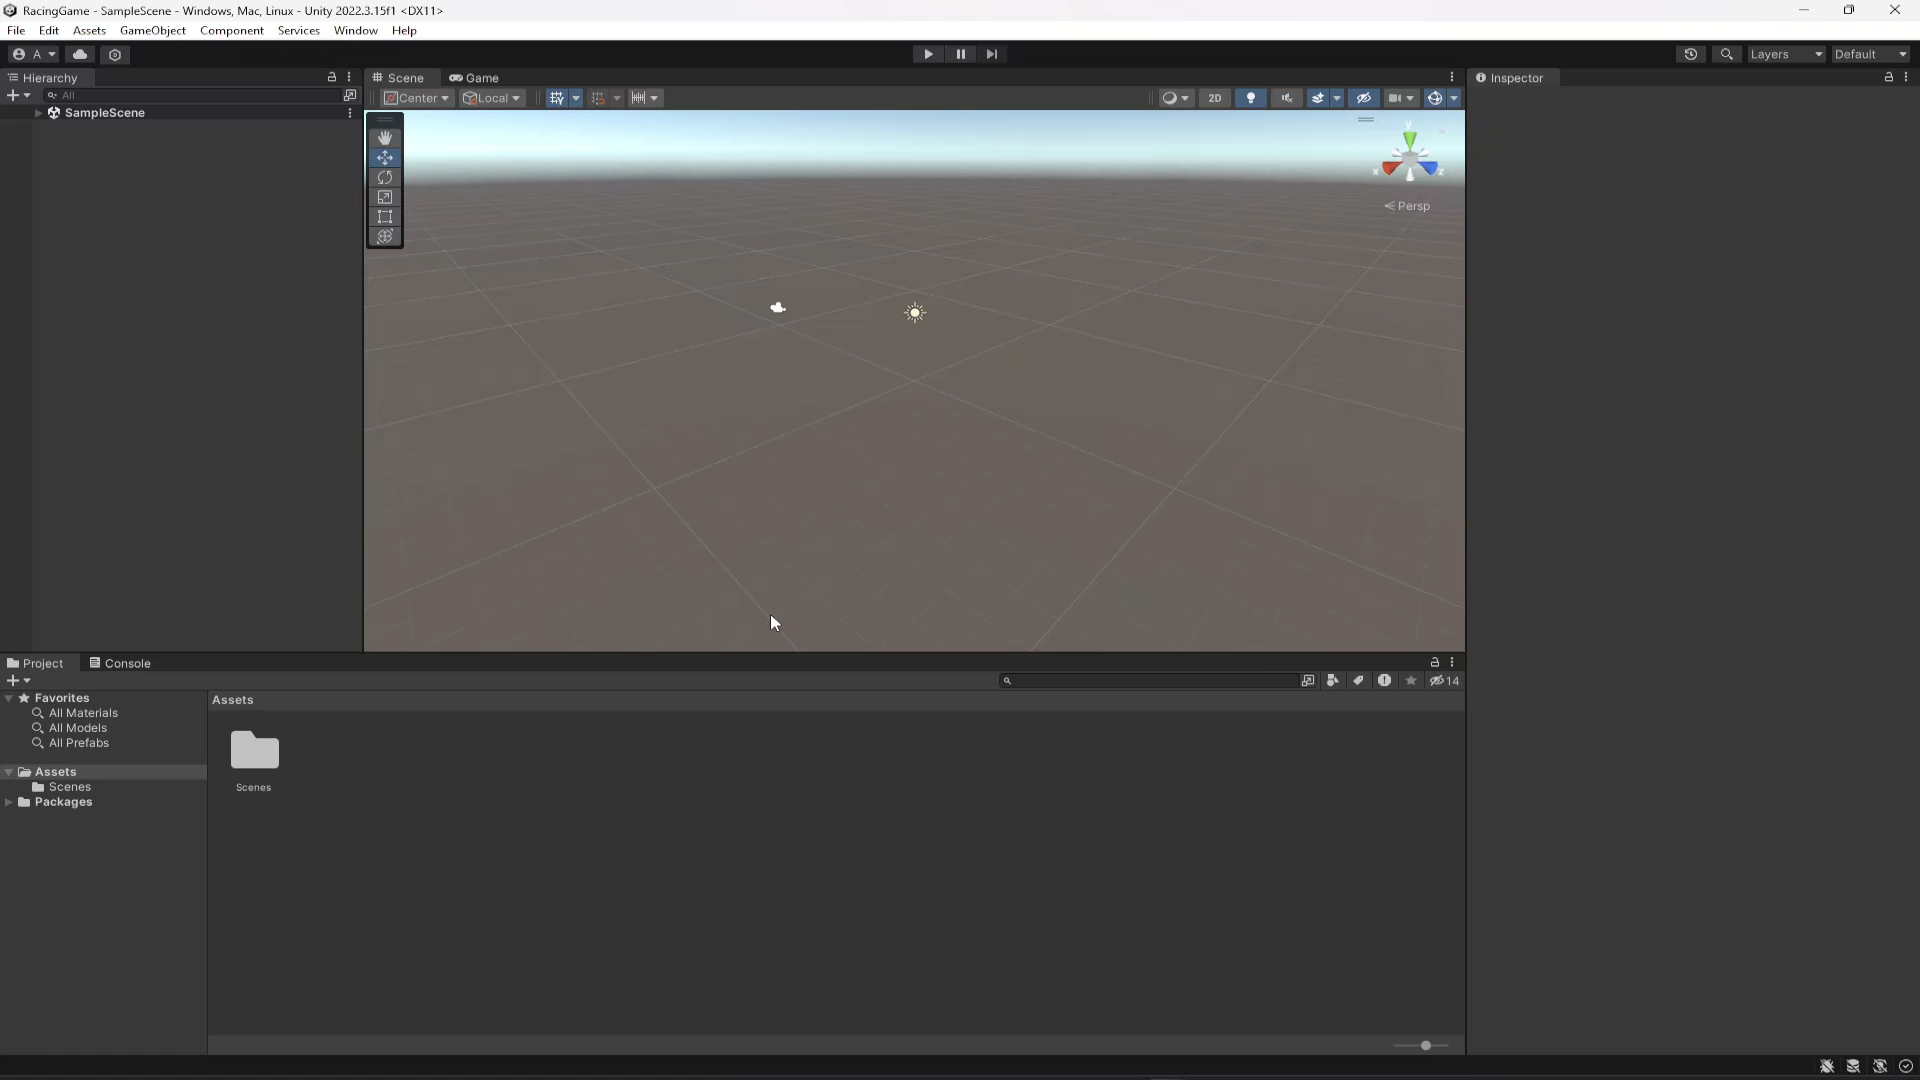 RacingGame - SampleScene - Windows, Mac, Linux - Unity 2022.3.15f1 <DX11>
File Edit Assets GameObject Component Services Window Help
A Layers Default
Hierarchy Scene Game Inspector
All Center Local 2D
SampleScene
y
x z
Persp
Project Console
14
Favorites Assets
All Materials
All Models
All Prefabs
Assets
Scenes Scenes
Packages